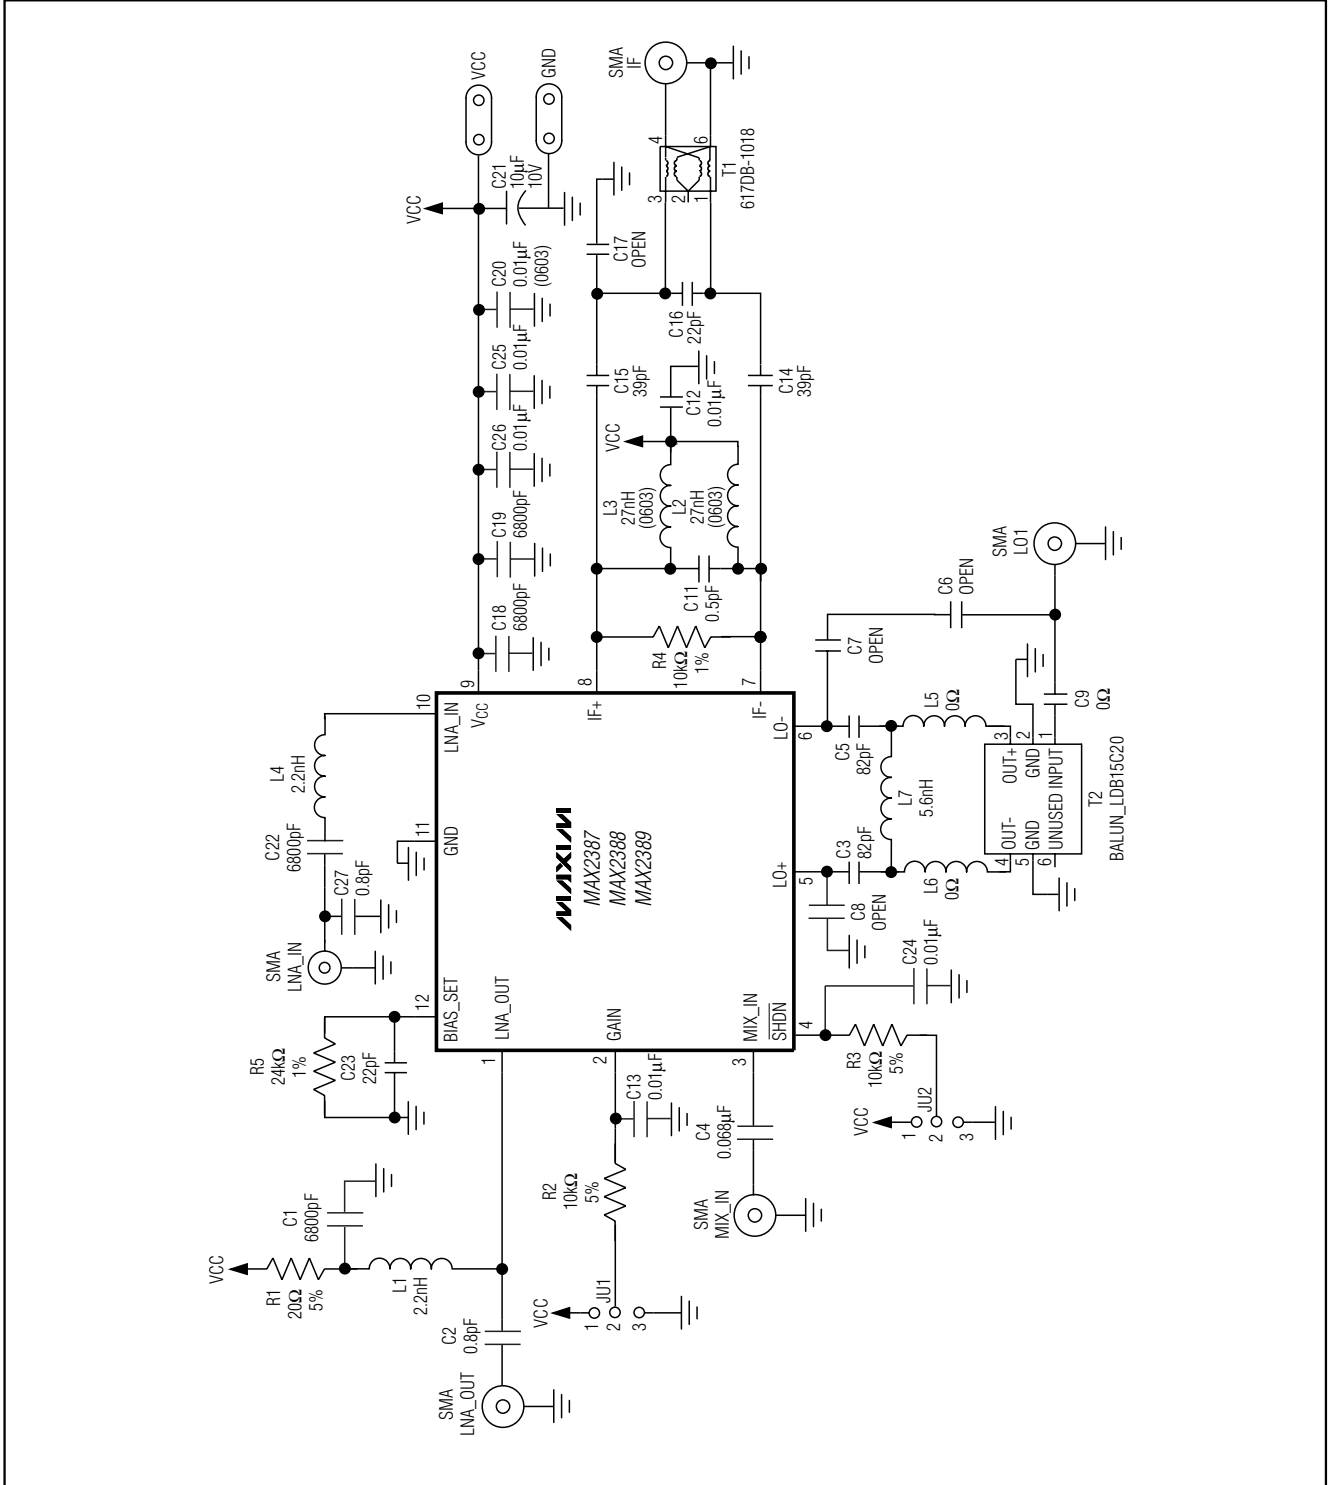 SMA
IF
VCC
GND
4
6
3
2
1
T1
617DB-1018
VCC
C21
10µF
10V
C20
0.01µF
(0603)
C25
0.01µF
C26
0.01µF
C19
6800pF
C18
6800pF
C17
OPEN
C16
22pF
C15
39pF
C14
39pF
C12
0.01µF
VCC
L3
27nH
(0603)
L2
27nH
(0603)
C11
0.5pF
R4
10kΩ
1%
SMA
LO1
C6
OPEN
C7
OPEN
C9
0Ω
L5
0Ω
C5
82pF
L7
5.6nH
C3
82pF
L6
0Ω
C8
OPEN
3
2
1
OUT+
GND
UNUSED INPUT
OUT-
GND
4
5
6
T2
BALUN_LDB15C20
10
LNA_IN
9
VCC
8
IF+
7
IF-
LO-
6
LO+
5
11
GND
12
BIAS_SET
LNA_OUT
1
GAIN
2
MIX_IN
3
SHDN
4
MAXIM
MAX2387
MAX2388
MAX2389
L4
2.2nH
C22
6800pF
C27
0.8pF
SMA
LNA_IN
R5
24kΩ
1%
C23
22pF
C24
0.01µF
R3
10kΩ
5%
JU2
VCC
1
2
3
C13
0.01µF
C4
0.068µF
SMA
MIX_IN
R2
10kΩ
5%
JU1
VCC
1
2
3
C1
6800pF
VCC
R1
20Ω
5%
L1
2.2nH
C2
0.8pF
SMA
LNA_OUT